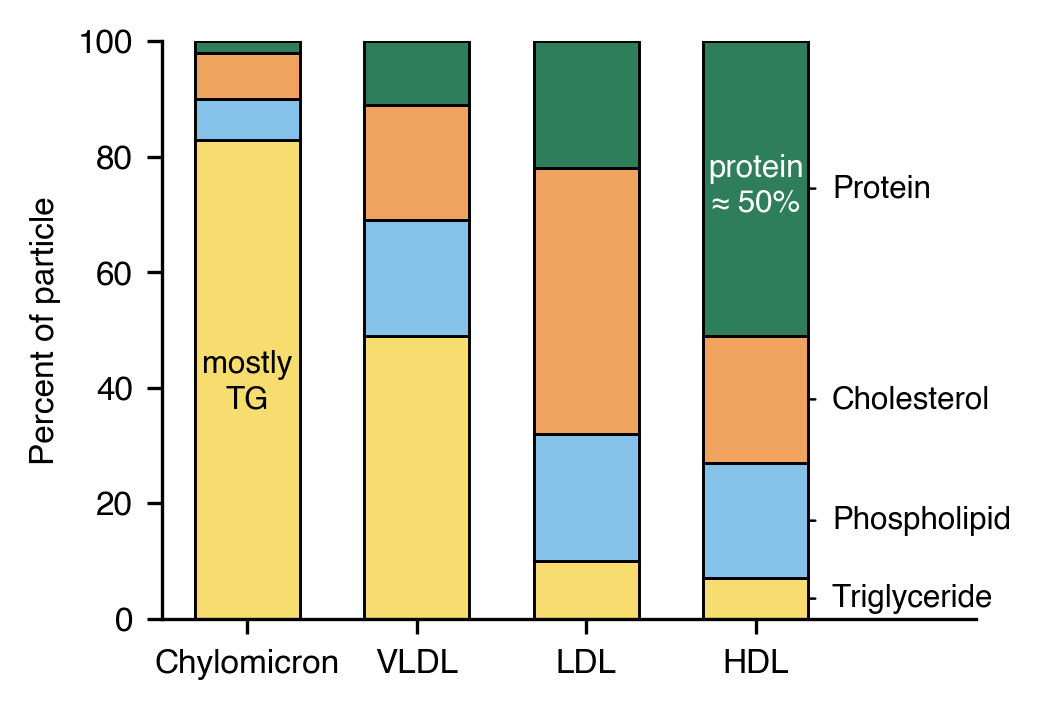 100
80
60
40
20
0
Percent of particle
mostly
TG
protein
≈ 50%
Protein
Cholesterol
Phospholipid
Triglyceride
Chylomicron
VLDL
LDL
HDL